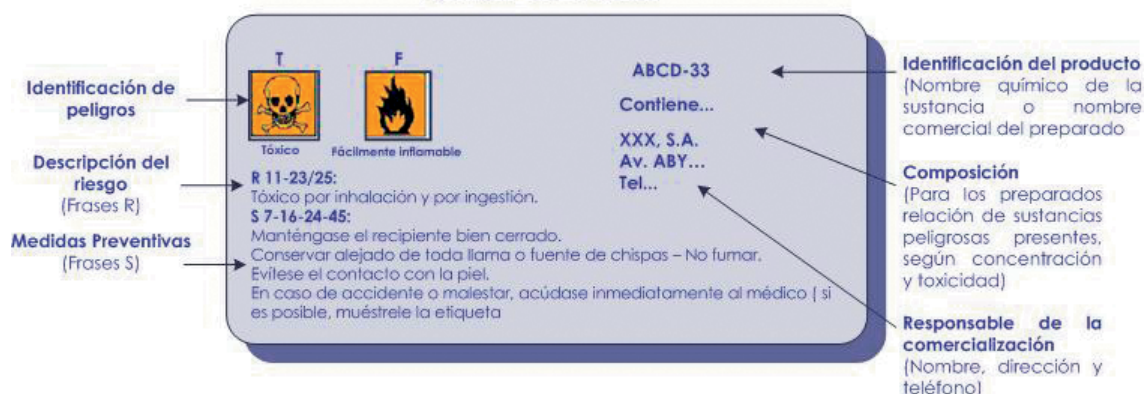 Identificación de
peligros
Descripción del
riesgo
(Frases R)
Medidas Preventivas
(Frases S)
T
F
Tóxico
Fácilmente inflamable
R 11-23/25:
Tóxico por inhalación y por ingestión.
S 7-16-24-45:
Manténgase el recipiente bien cerrado.
Conservar alejado de toda llama o fuente de chispas – No fumar.
Evítese el contacto con la piel.
En caso de accidente o malestar, acúdase inmediatamente al médico ( si
es posible, muéstrele la etiqueta
ABCD-33
Contiene...
XXX, S.A.
Av. ABY...
Tel...
Identificación del producto
(Nombre químico de la
sustancia o nombre
comercial del preparado
Composición
(Para los preparados
relación de sustancias
peligrosas presentes,
según concentración
y toxicidad)
Responsable de la
comercialización
(Nombre, dirección y
teléfono)